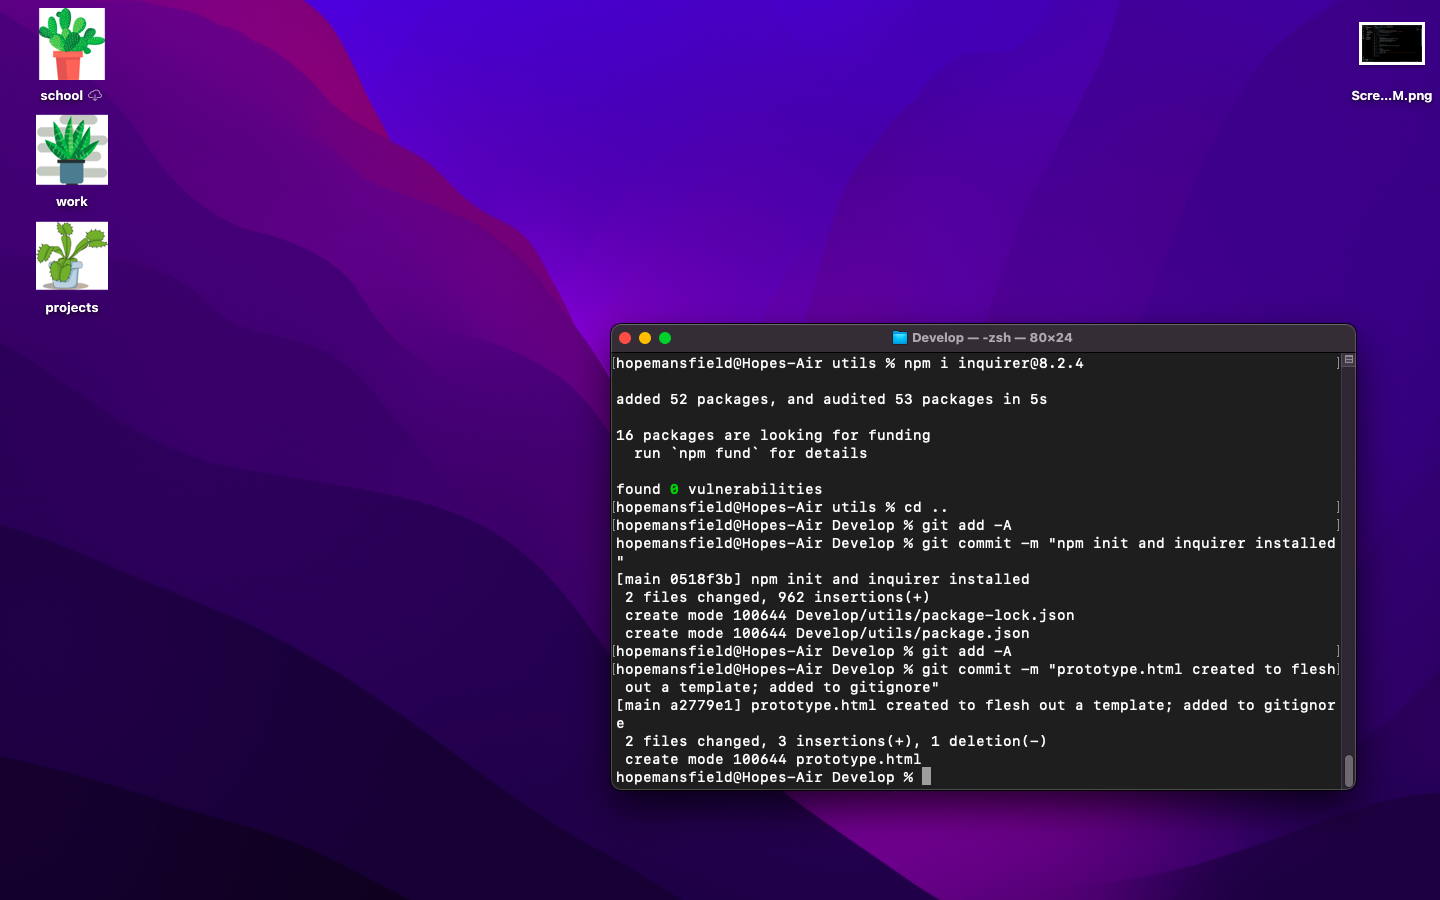 school
work
projects
Scre...M.png
Develop — -zsh — 80×24
[hopemansfield@Hopes-Air utils % npm i inquirer@8.2.4 ]
added 52 packages, and audited 53 packages in 5s
16 packages are looking for funding
  run `npm fund` for details
found 0 vulnerabilities
[hopemansfield@Hopes-Air utils % cd .. ]
[hopemansfield@Hopes-Air Develop % git add -A ]
hopemansfield@Hopes-Air Develop % git commit -m "npm init and inquirer installed
"
[main 0518f3b] npm init and inquirer installed
 2 files changed, 962 insertions(+)
 create mode 100644 Develop/utils/package-lock.json
 create mode 100644 Develop/utils/package.json
[hopemansfield@Hopes-Air Develop % git add -A ]
[hopemansfield@Hopes-Air Develop % git commit -m "prototype.html created to flesh]
 out a template; added to gitignore"
[main a2779e1] prototype.html created to flesh out a template; added to gitignor
e
 2 files changed, 3 insertions(+), 1 deletion(-)
 create mode 100644 prototype.html
hopemansfield@Hopes-Air Develop %